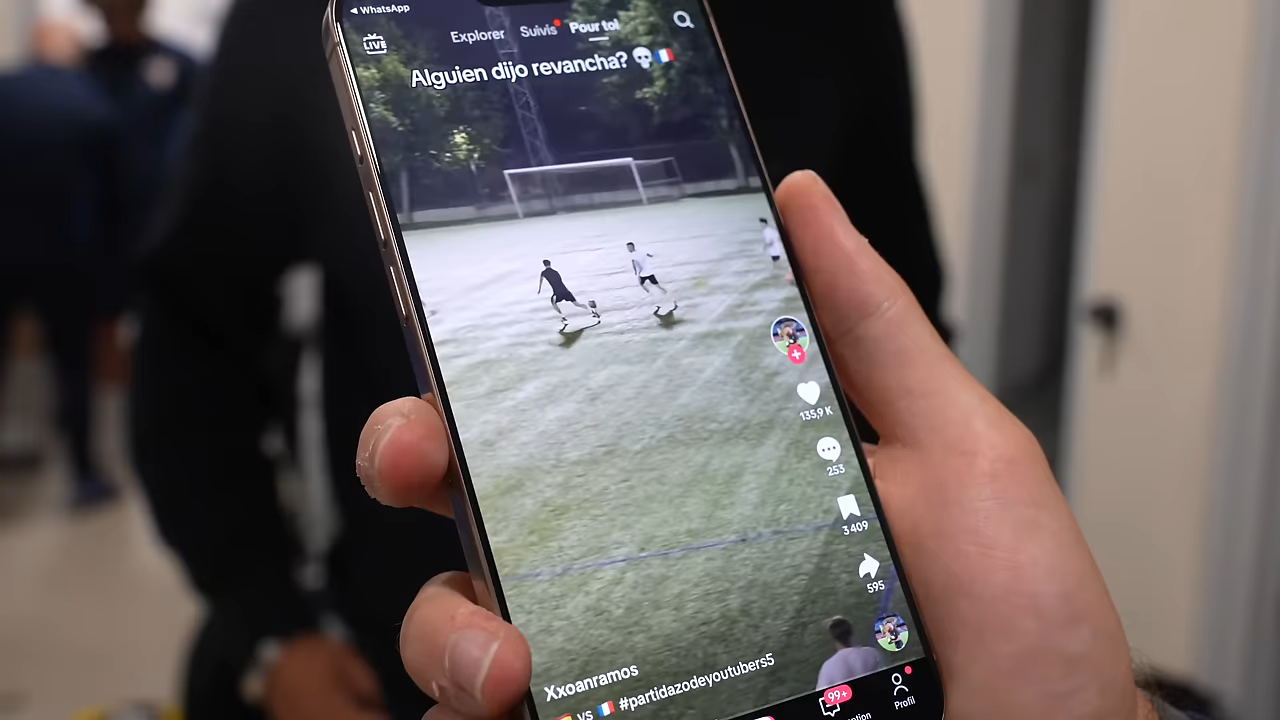 WhatsApp
LIVE
Explorer Suivis Pour toi
Alguien dijo revancha? 💀🇫🇷
135,9 K
253
3 409
595
Xxoanramos
🇪🇸 vs 🇫🇷 #partidazodeyoutubers5
99+
Profil